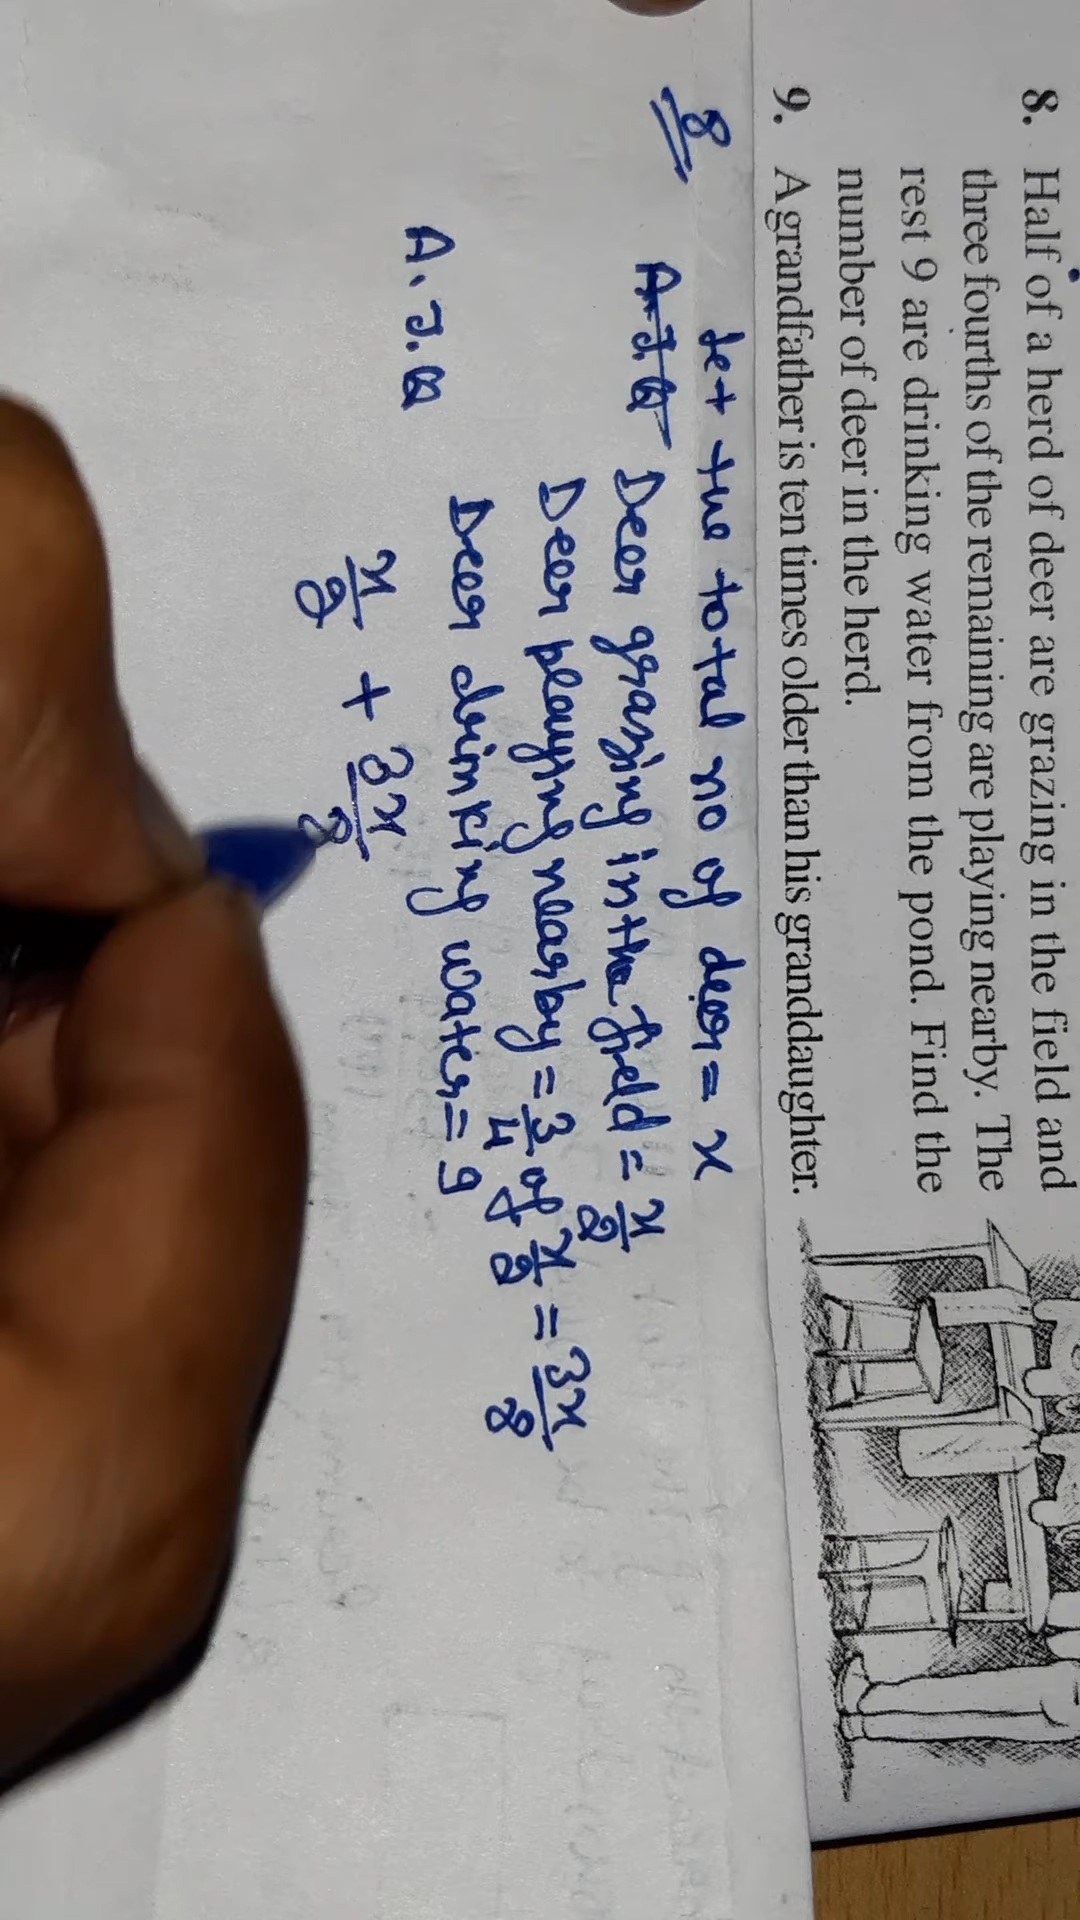 8. Half of a herd of deer are grazing in the field and
three fourths of the remaining are playing nearby. The
rest 9 are drinking water from the pond. Find the
number of deer in the herd.
9. A grandfather is ten times older than his granddaughter.
8 let the total no of deer = x
A.T.Q Deer grazing in the field = x/2
Deer playing nearby = 3/4 of x/2 = 3x/8
Deer drinking water = 9
A.T.Q
x/2 + 3x/8